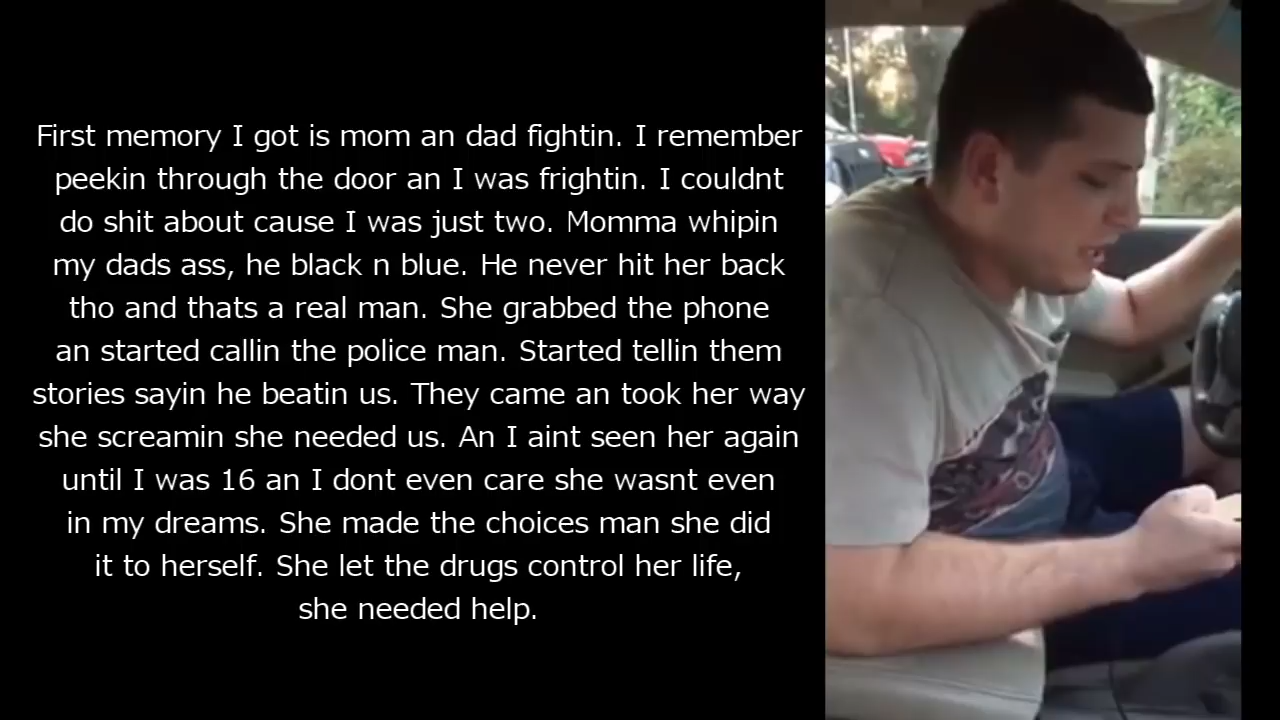 First memory I got is mom an dad fightin. I remember
peekin through the door an I was frightin. I couldnt
do shit about cause I was just two. Momma whipin
my dads ass, he black n blue. He never hit her back
tho and thats a real man. She grabbed the phone
an started callin the police man. Started tellin them
stories sayin he beatin us. They came an took her way
she screamin she needed us. An I aint seen her again
until I was 16 an I dont even care she wasnt even
in my dreams. She made the choices man she did
it to herself. She let the drugs control her life,
she needed help.